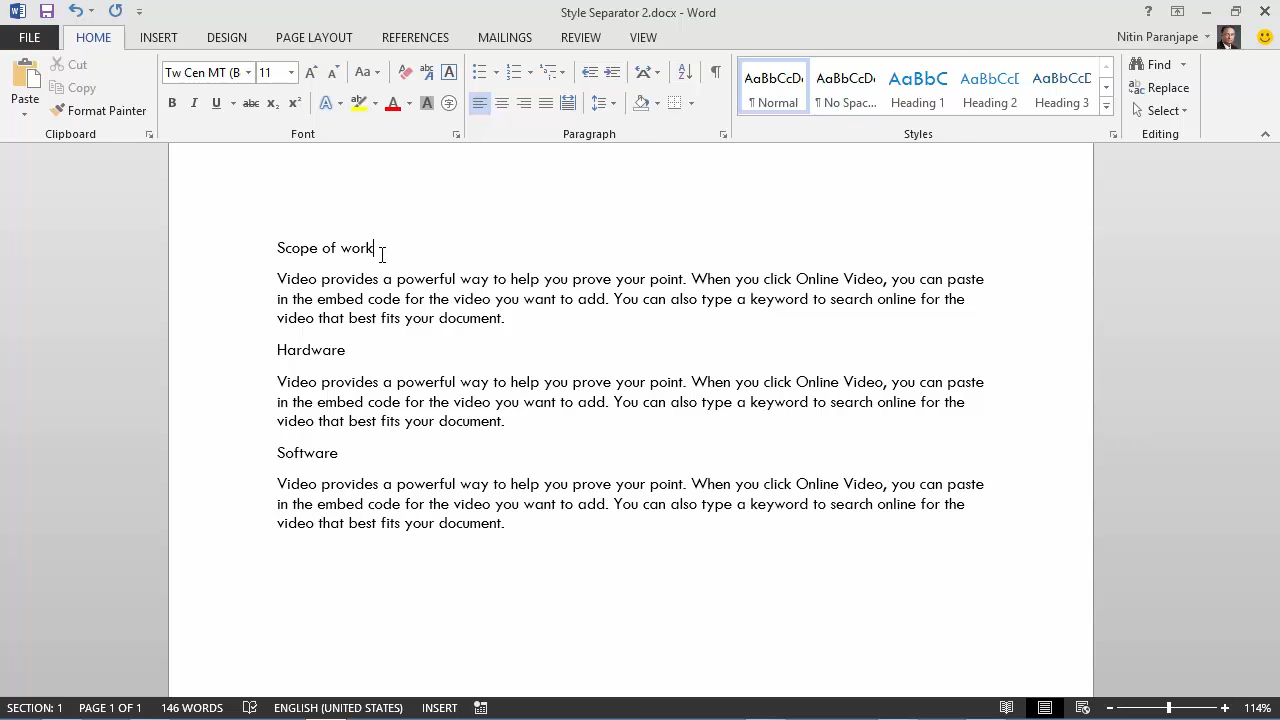 Style Separator 2.docx - Word
FILE HOME INSERT DESIGN PAGE LAYOUT REFERENCES MAILINGS REVIEW VIEW Nitin Paranjape
Paste
Cut
Copy
Format Painter
Clipboard
Tw Cen MT (B 11
Font
Paragraph
AaBbCcDc AaBbCcDc AaBbC AaBbCcD AaBbCcD
¶ Normal ¶ No Spac... Heading 1 Heading 2 Heading 3
Styles
Find
Replace
Select
Editing
Scope of work
Video provides a powerful way to help you prove your point. When you click Online Video, you can paste
in the embed code for the video you want to add. You can also type a keyword to search online for the
video that best fits your document.
Hardware
Video provides a powerful way to help you prove your point. When you click Online Video, you can paste
in the embed code for the video you want to add. You can also type a keyword to search online for the
video that best fits your document.
Software
Video provides a powerful way to help you prove your point. When you click Online Video, you can paste
in the embed code for the video you want to add. You can also type a keyword to search online for the
video that best fits your document.
SECTION: 1 PAGE 1 OF 1 146 WORDS ENGLISH (UNITED STATES) INSERT 114%